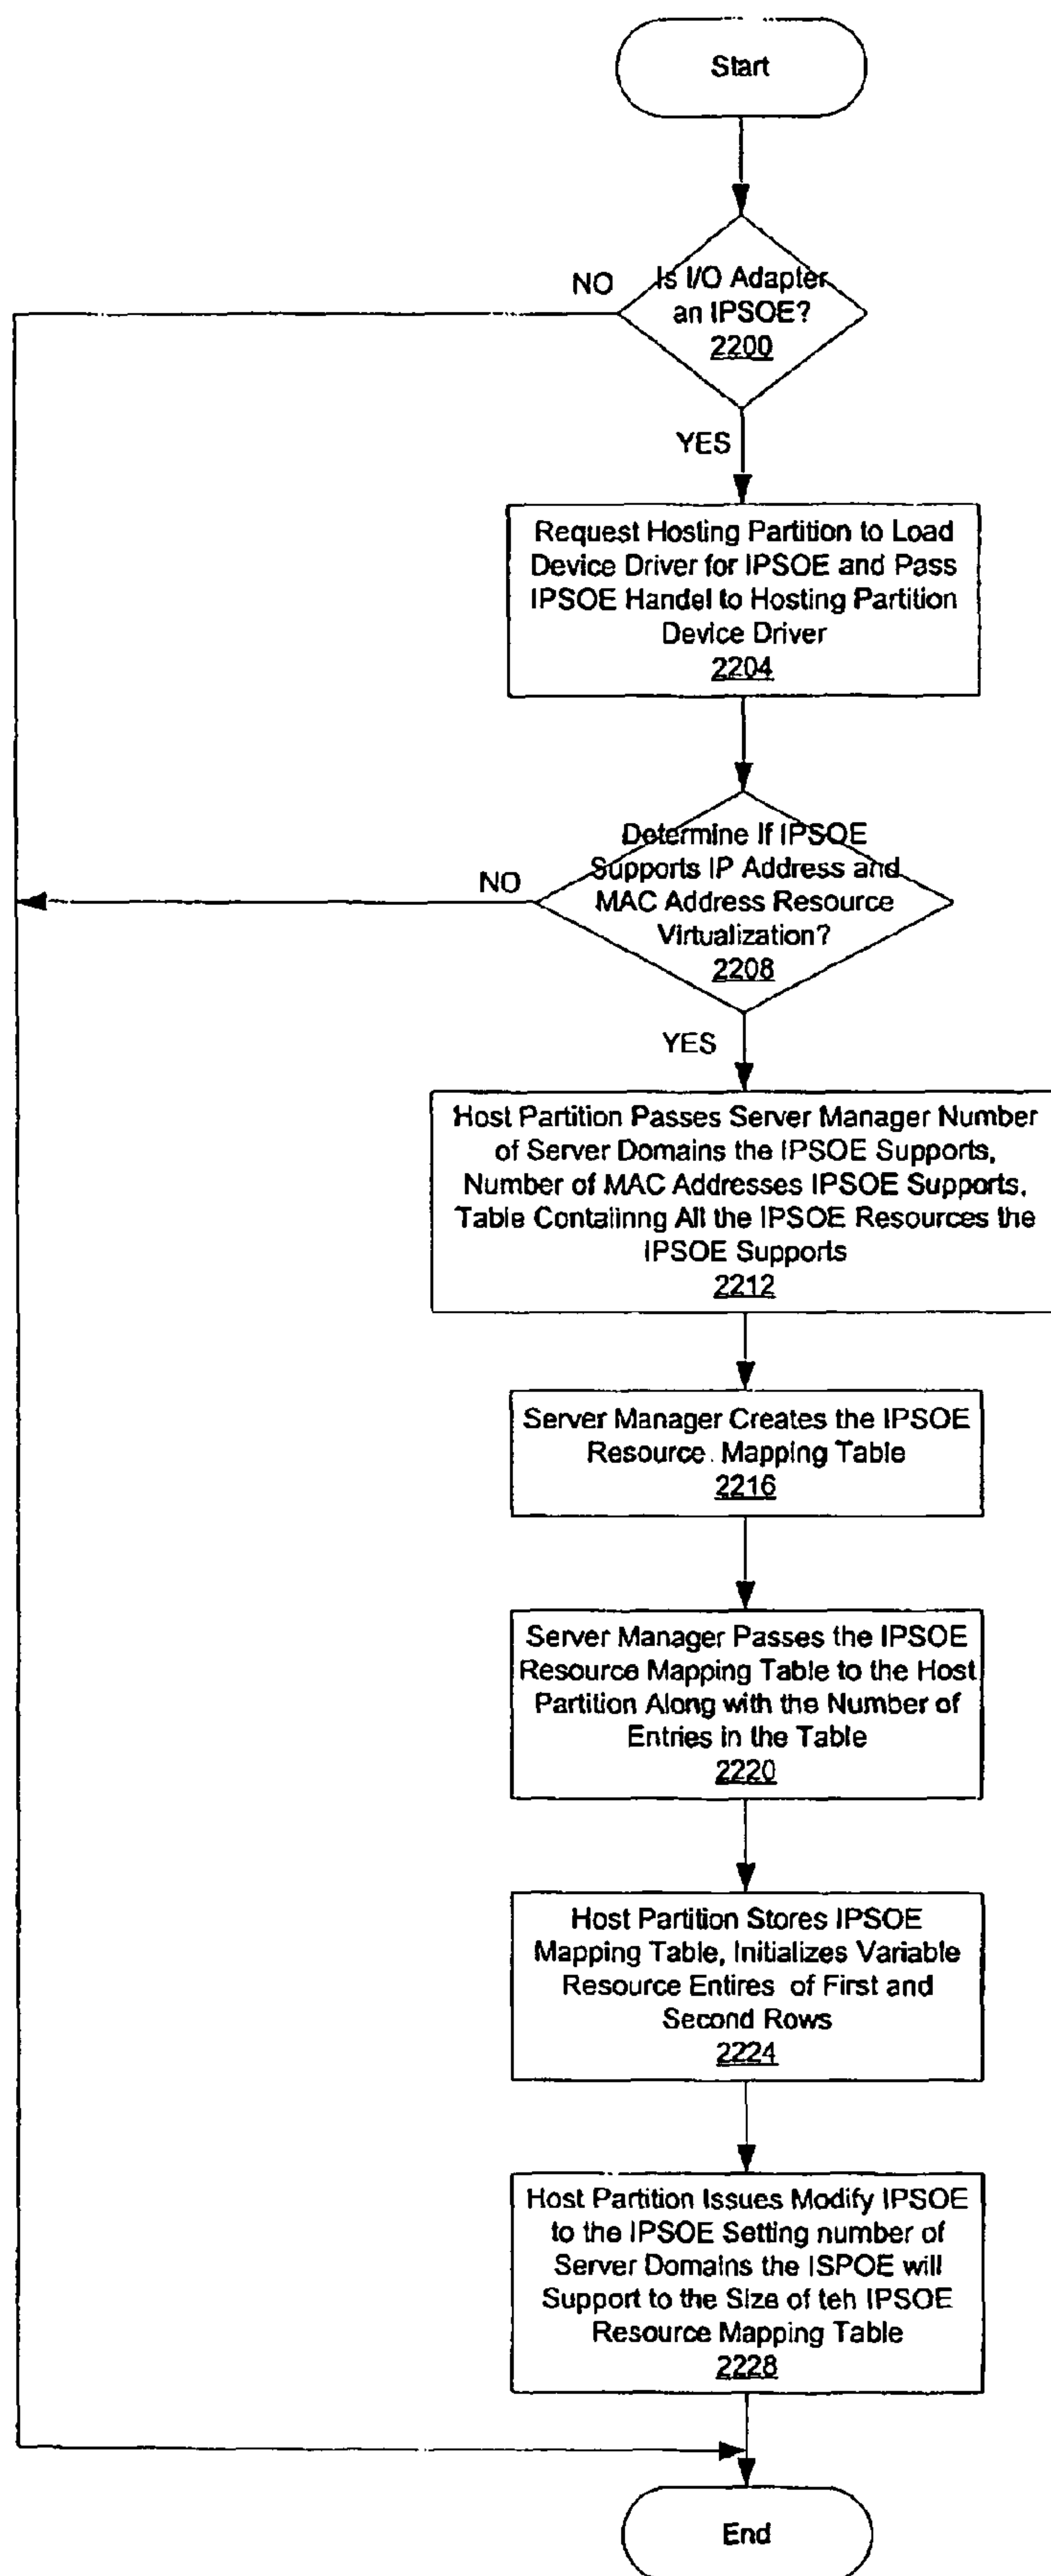 Start
NO
Is I/O Adapter
an IPSOE?
2200
YES
Request Hosting Partition to Load
Device Driver for IPSOE and Pass
IPSOE Handel to Hosting Partition
Device Driver
2204
NO
Determine If IPSOE
Supports IP Address and
MAC Address Resource
Virtualization?
2208
YES
Host Partition Passes Server Manager Number
of Server Domains the IPSOE Supports,
Number of MAC Addresses IPSOE Supports,
Table Contaiinng All the IPSOE Resources the
IPSOE Supports
2212
Server Manager Creates the IPSOE
Resource. Mapping Table
2216
Server Manager Passes the IPSOE
Resource Mapping Table to the Host
Partition Along with the Number of
Entries in the Table
2220
Host Partition Stores IPSOE
Mapping Table, Initializes Variable
Resource Entires of First and
Second Rows
2224
Host Partition Issues Modify IPSOE
to the IPSOE Setting number of
Server Domains the ISPOE will
Support to the Size of teh IPSOE
Resource Mapping Table
2228
End